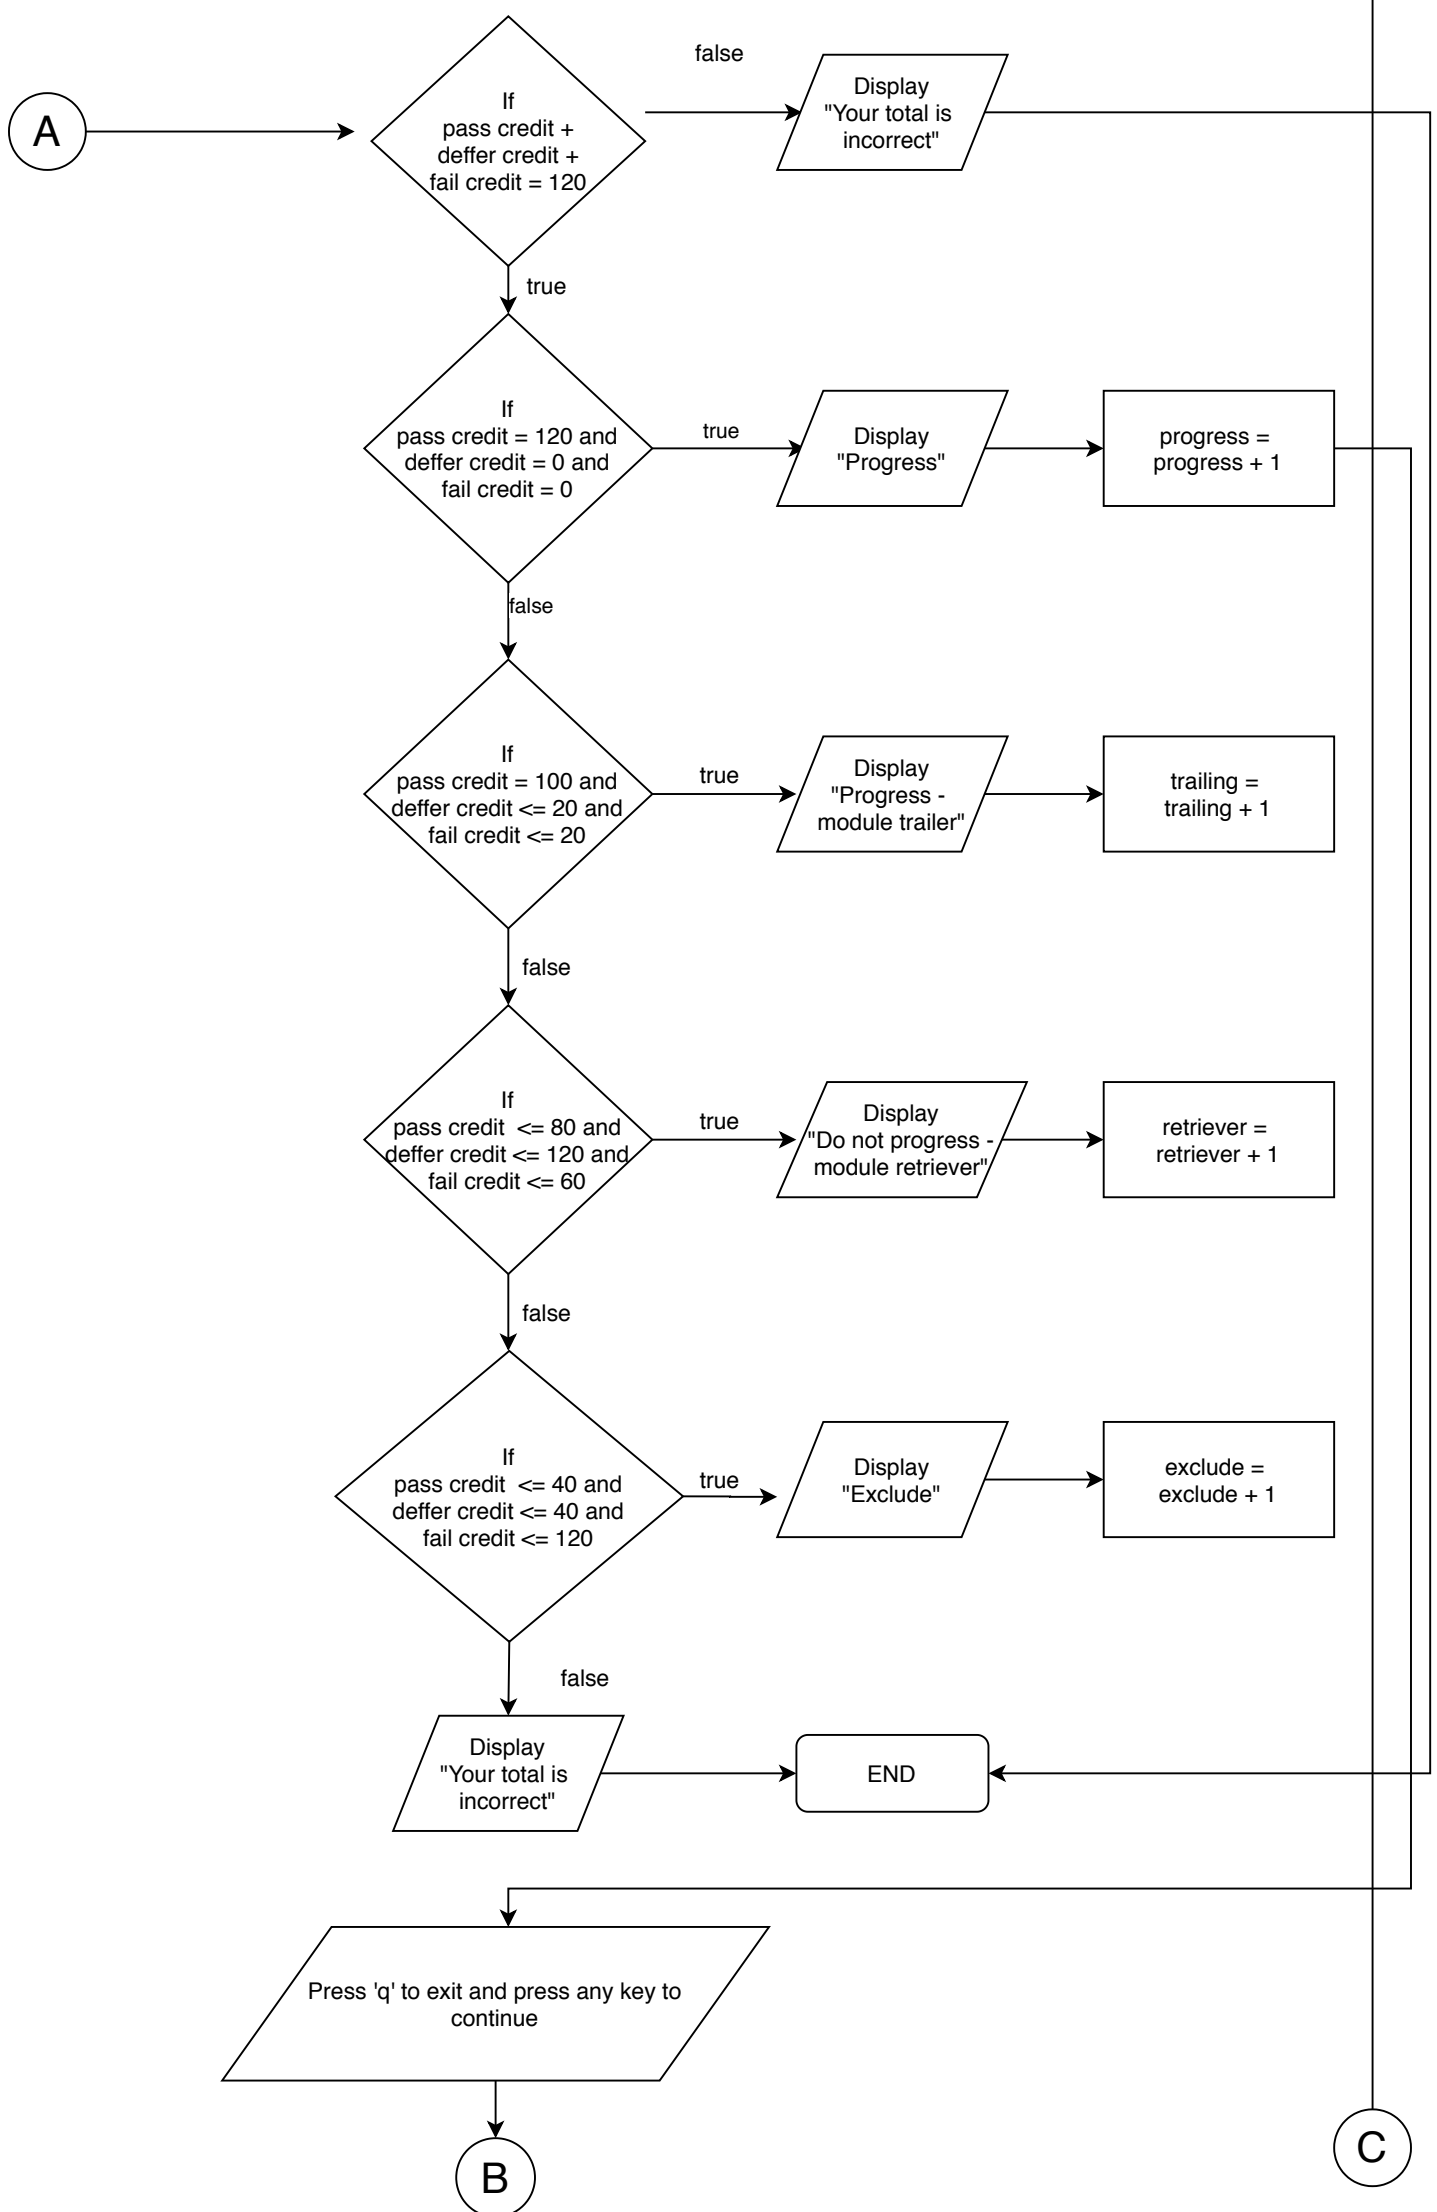 A
If
pass credit +
deffer credit +
fail credit = 120
false
Display
"Your total is
incorrect"
true
If
pass credit = 120 and
deffer credit = 0 and
fail credit = 0
true
Display
"Progress"
progress =
progress + 1
false
If
pass credit = 100 and
deffer credit <= 20 and
fail credit <= 20
true
Display
"Progress -
module trailer"
trailing =
trailing + 1
false
If
pass credit  <= 80 and
deffer credit <= 120 and
fail credit <= 60
true
Display
"Do not progress -
module retriever"
retriever =
retriever + 1
false
If
pass credit  <= 40 and
deffer credit <= 40 and
fail credit <= 120
true
Display
"Exclude"
exclude =
exclude + 1
false
Display
"Your total is
incorrect"
END
Press 'q' to exit and press any key to
continue
B
C